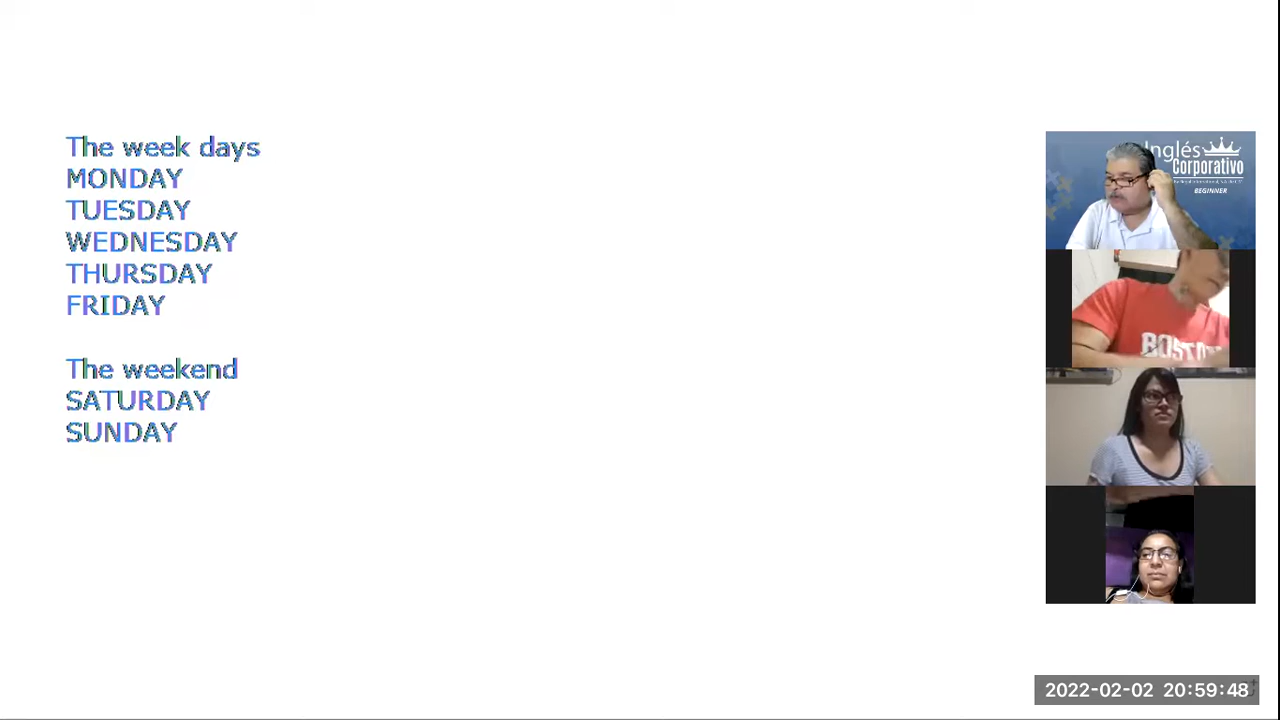 The week days
MONDAY
TUESDAY
WEDNESDAY
THURSDAY
FRIDAY
The weekend
SATURDAY
SUNDAY
Inglés
Corporativo
BEGINNER
BOSTON
2022-02-02 20:59:48